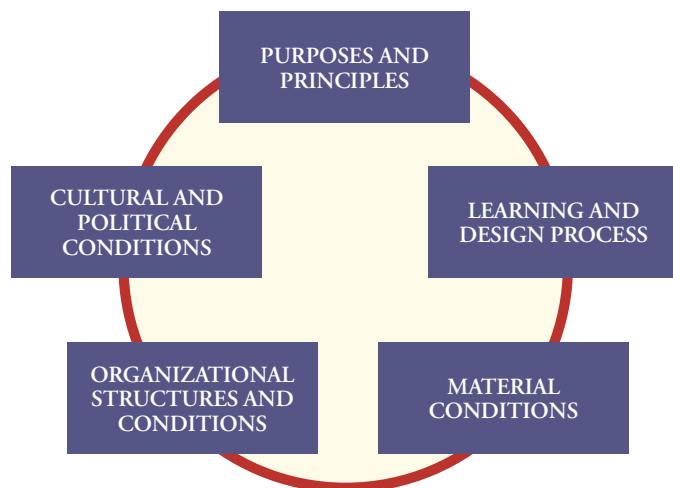 PURPOSES AND
PRINCIPLES
CULTURAL AND
POLITICAL
CONDITIONS
LEARNING AND
DESIGN PROCESS
ORGANIZATIONAL
STRUCTURES AND
CONDITIONS
MATERIAL
CONDITIONS